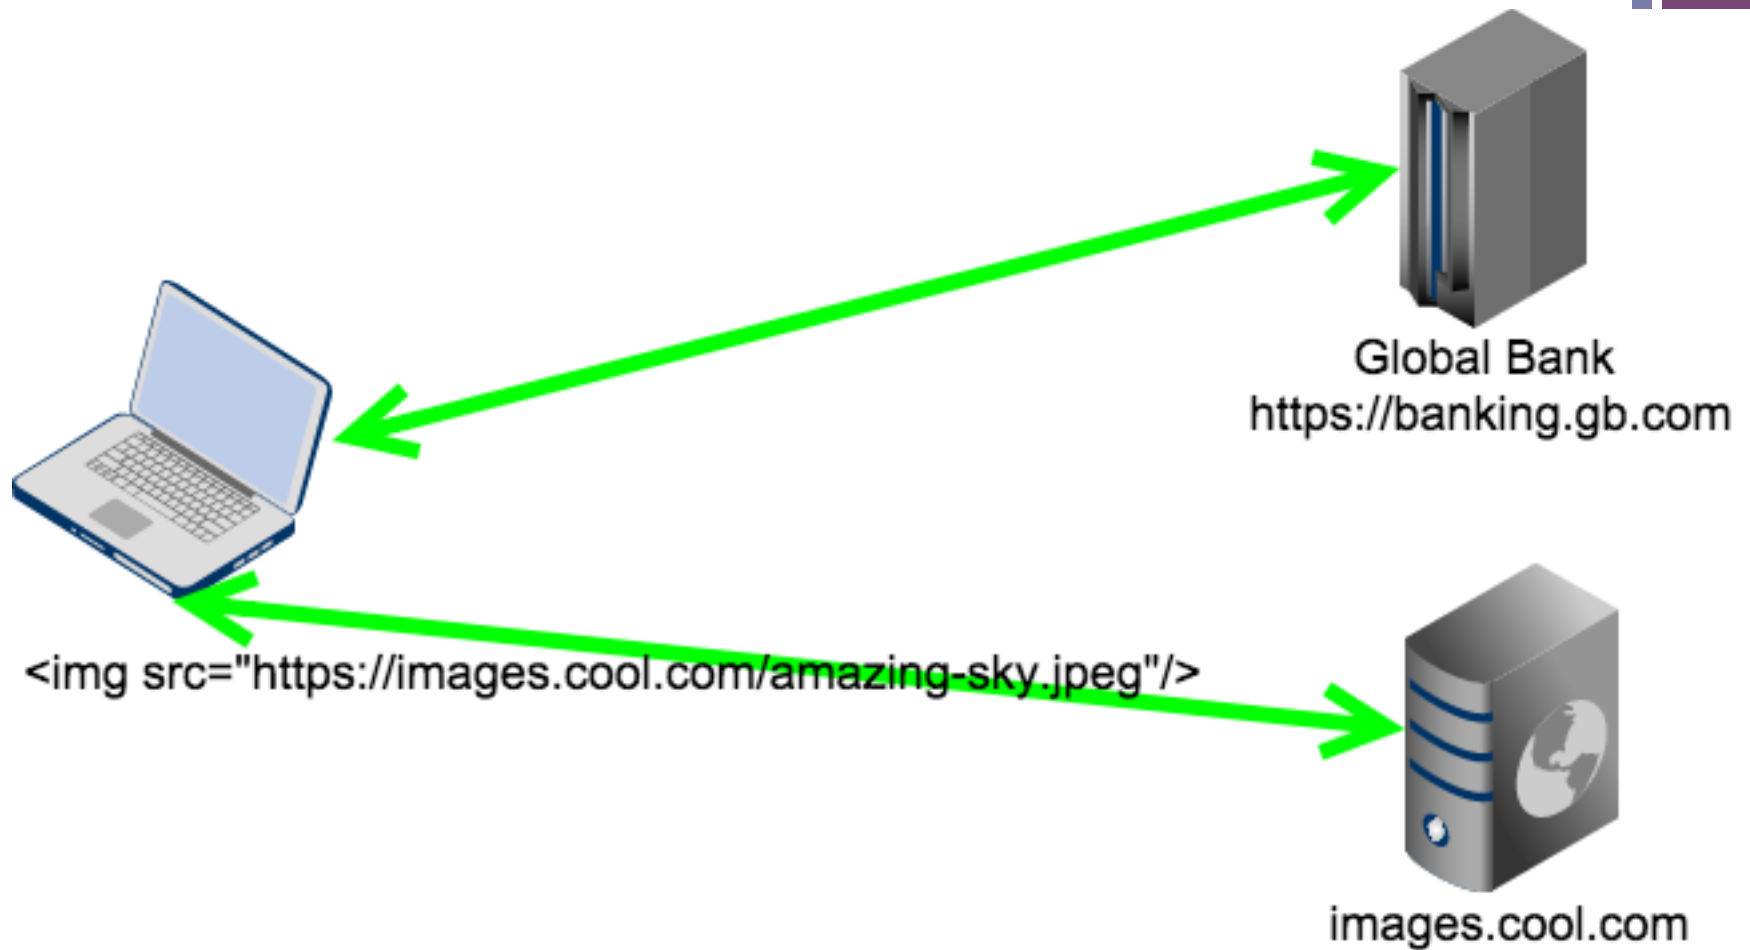 Global Bank
https://banking.gb.com
<img src="https://images.cool.com/amazing-sky.jpeg"/>
images.cool.com